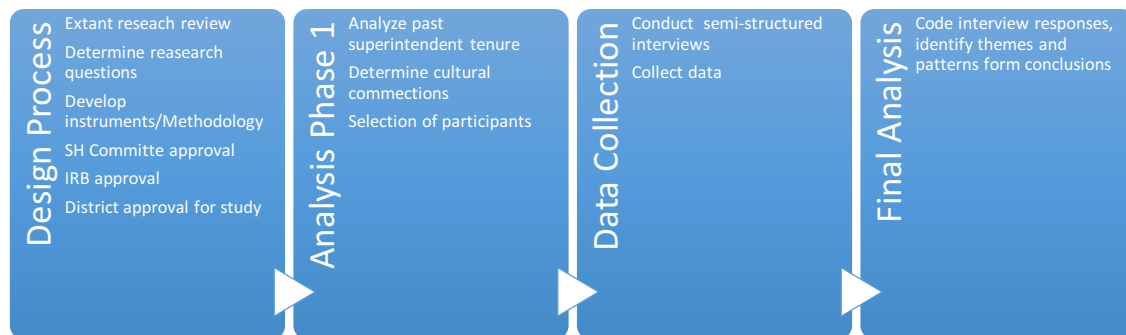 Design Process
Extant reseach review
Determine reasearch
questions
Develop
instruments/Methodology
SH Committe approval
IRB approval
District approval for study
Analysis Phase 1
Analyze past
superintendent tenure
Determine cultural
commections
Selection of participants
Data Collection
Conduct semi-structured
interviews
Collect data
Final Analysis
Code interview responses,
identify themes and
patterns form conclusions